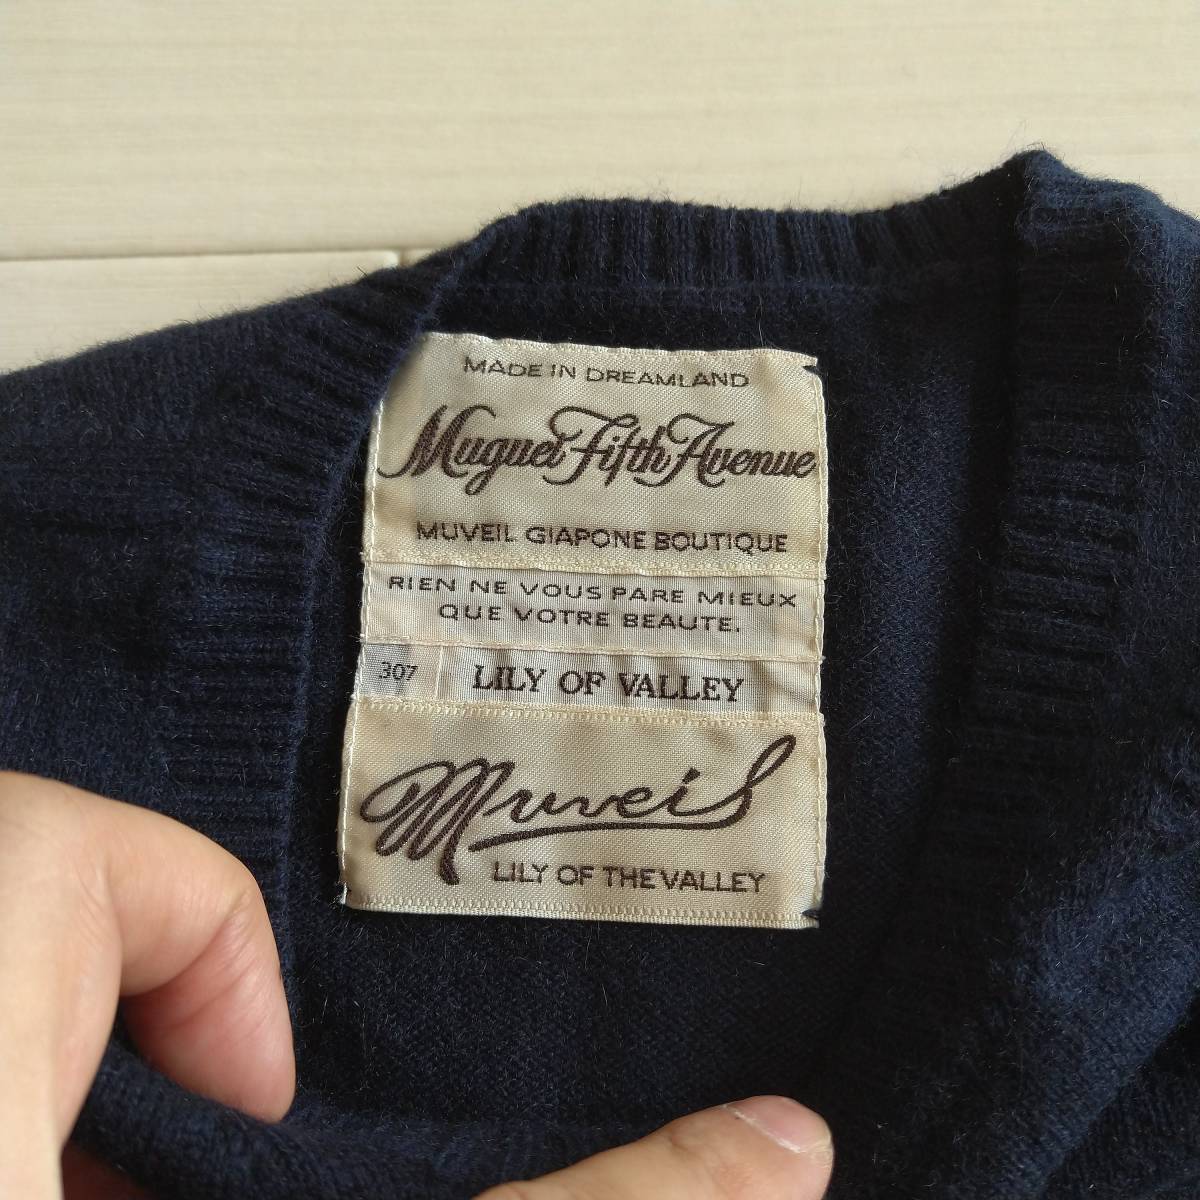 MADE IN DREAMLAND
Muguet Fifth Avenue
MUVEIL GIAPONE BOUTIQUE
RIEN NE VOUS PARE MIEUX
QUE VOTRE BEAUTE.
307 LILY OF VALLEY
Muveil
LILY OF THE VALLEY